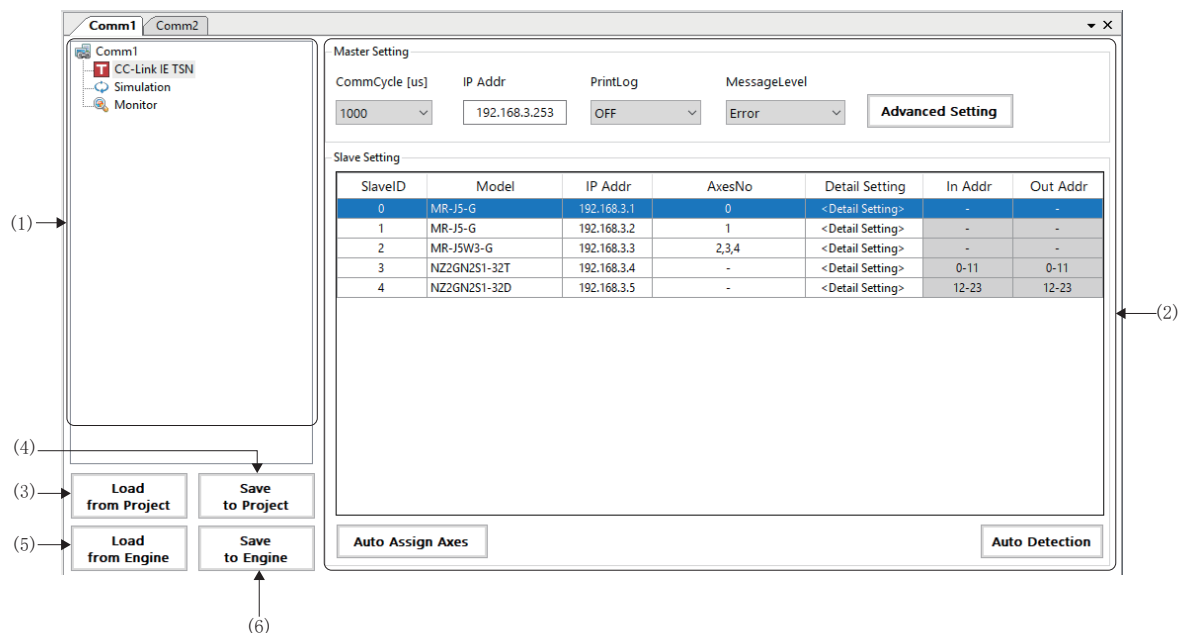 Comm1 Comm2
Comm1
CC-Link IE TSN
Simulation
Monitor
Master Setting
CommCycle [us] IP Addr PrintLog MessageLevel
1000 192.168.3.253 OFF Error Advanced Setting
Slave Setting
SlaveID Model IP Addr AxesNo Detail Setting In Addr Out Addr
0 MR-J5-G 192.168.3.1 0 <Detail Setting> - -
1 MR-J5-G 192.168.3.2 1 <Detail Setting> - -
2 MR-J5W3-G 192.168.3.3 2,3,4 <Detail Setting> - -
3 NZ2GN2S1-32T 192.168.3.4 - <Detail Setting> 0-11 0-11
4 NZ2GN2S1-32D 192.168.3.5 - <Detail Setting> 12-23 12-23
(1)
(2)
(4)
(3)
Load
from Project
Save
to Project
(5)
Load
from Engine
Save
to Engine
Auto Assign Axes
Auto Detection
(6)